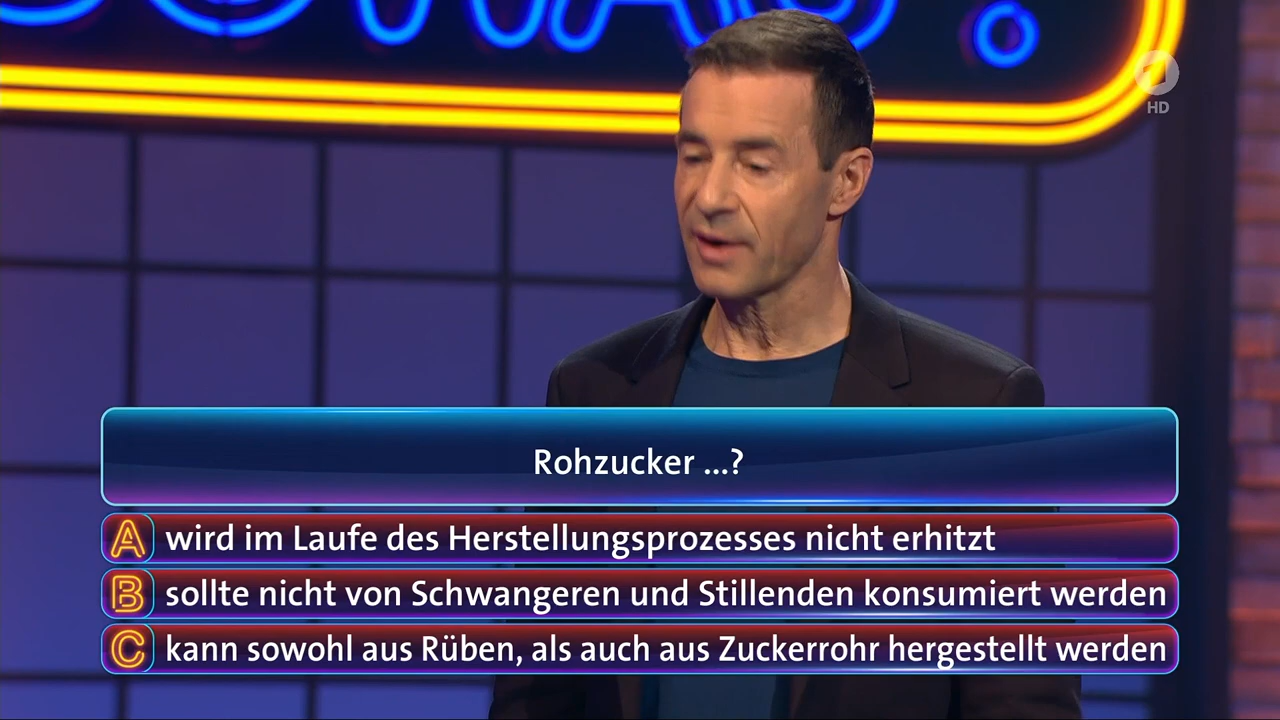 HD
Rohzucker ...?
A wird im Laufe des Herstellungsprozesses nicht erhitzt
B sollte nicht von Schwangeren und Stillenden konsumiert werden
C kann sowohl aus Rüben, als auch aus Zuckerrohr hergestellt werden